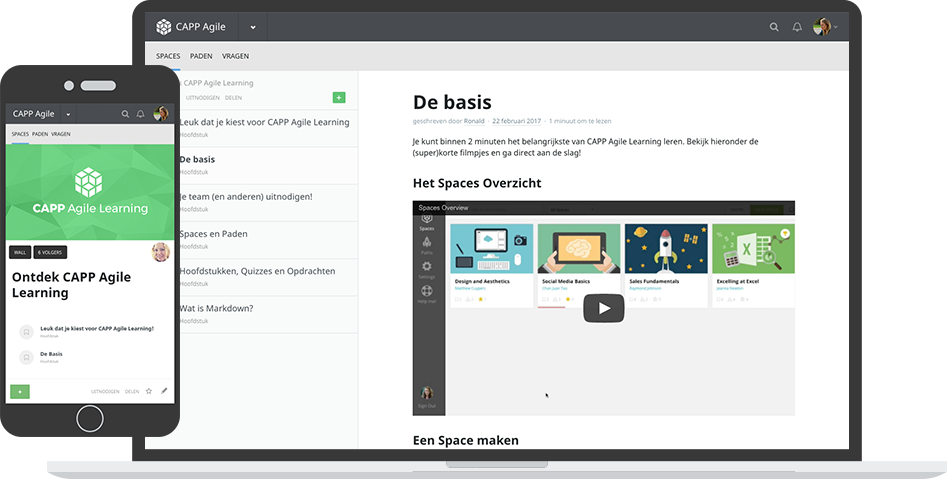 CAPP Agile
SPACES PADEN VRAGEN
CAPP Agile Learning
UITNODIGEN DELEN
+
Leuk dat je kiest voor CAPP Agile Learning
Hoofdstuk
De basis
Hoofdstuk
Je team (en anderen) uitnodigen!
Hoofdstuk
Spaces en Paden
Hoofdstuk
Hoofdstukken, Quizzes en Opdrachten
Hoofdstuk
Wat is Markdown?
Hoofdstuk
De basis
geschreven door Ronald · 22 februari 2017 · 1 minuut om te lezen
Je kunt binnen 2 minuten het belangrijkste van CAPP Agile Learning leren. Bekijk hieronder de
(super)korte filmpjes en ga direct aan de slag!
Het Spaces Overzicht
Spaces Overview
Spaces
Paths
Settings
Help me!
Sign Out
Design and Aesthetics
Social Media Basics
Sales Fundamentals
Raymond Johnson
Excelling at Excel
Joanne Newton
Een Space maken
CAPP Agile
SPACES PADEN VRAGEN
CAPP Agile Learning
WALL 6 VOLGERS
Ontdek CAPP Agile
Learning
Leuk dat je kiest voor CAPP Agile Learning!
Hoofdstuk
De Basis
Hoofdstuk
+
UITNODIGEN DELEN